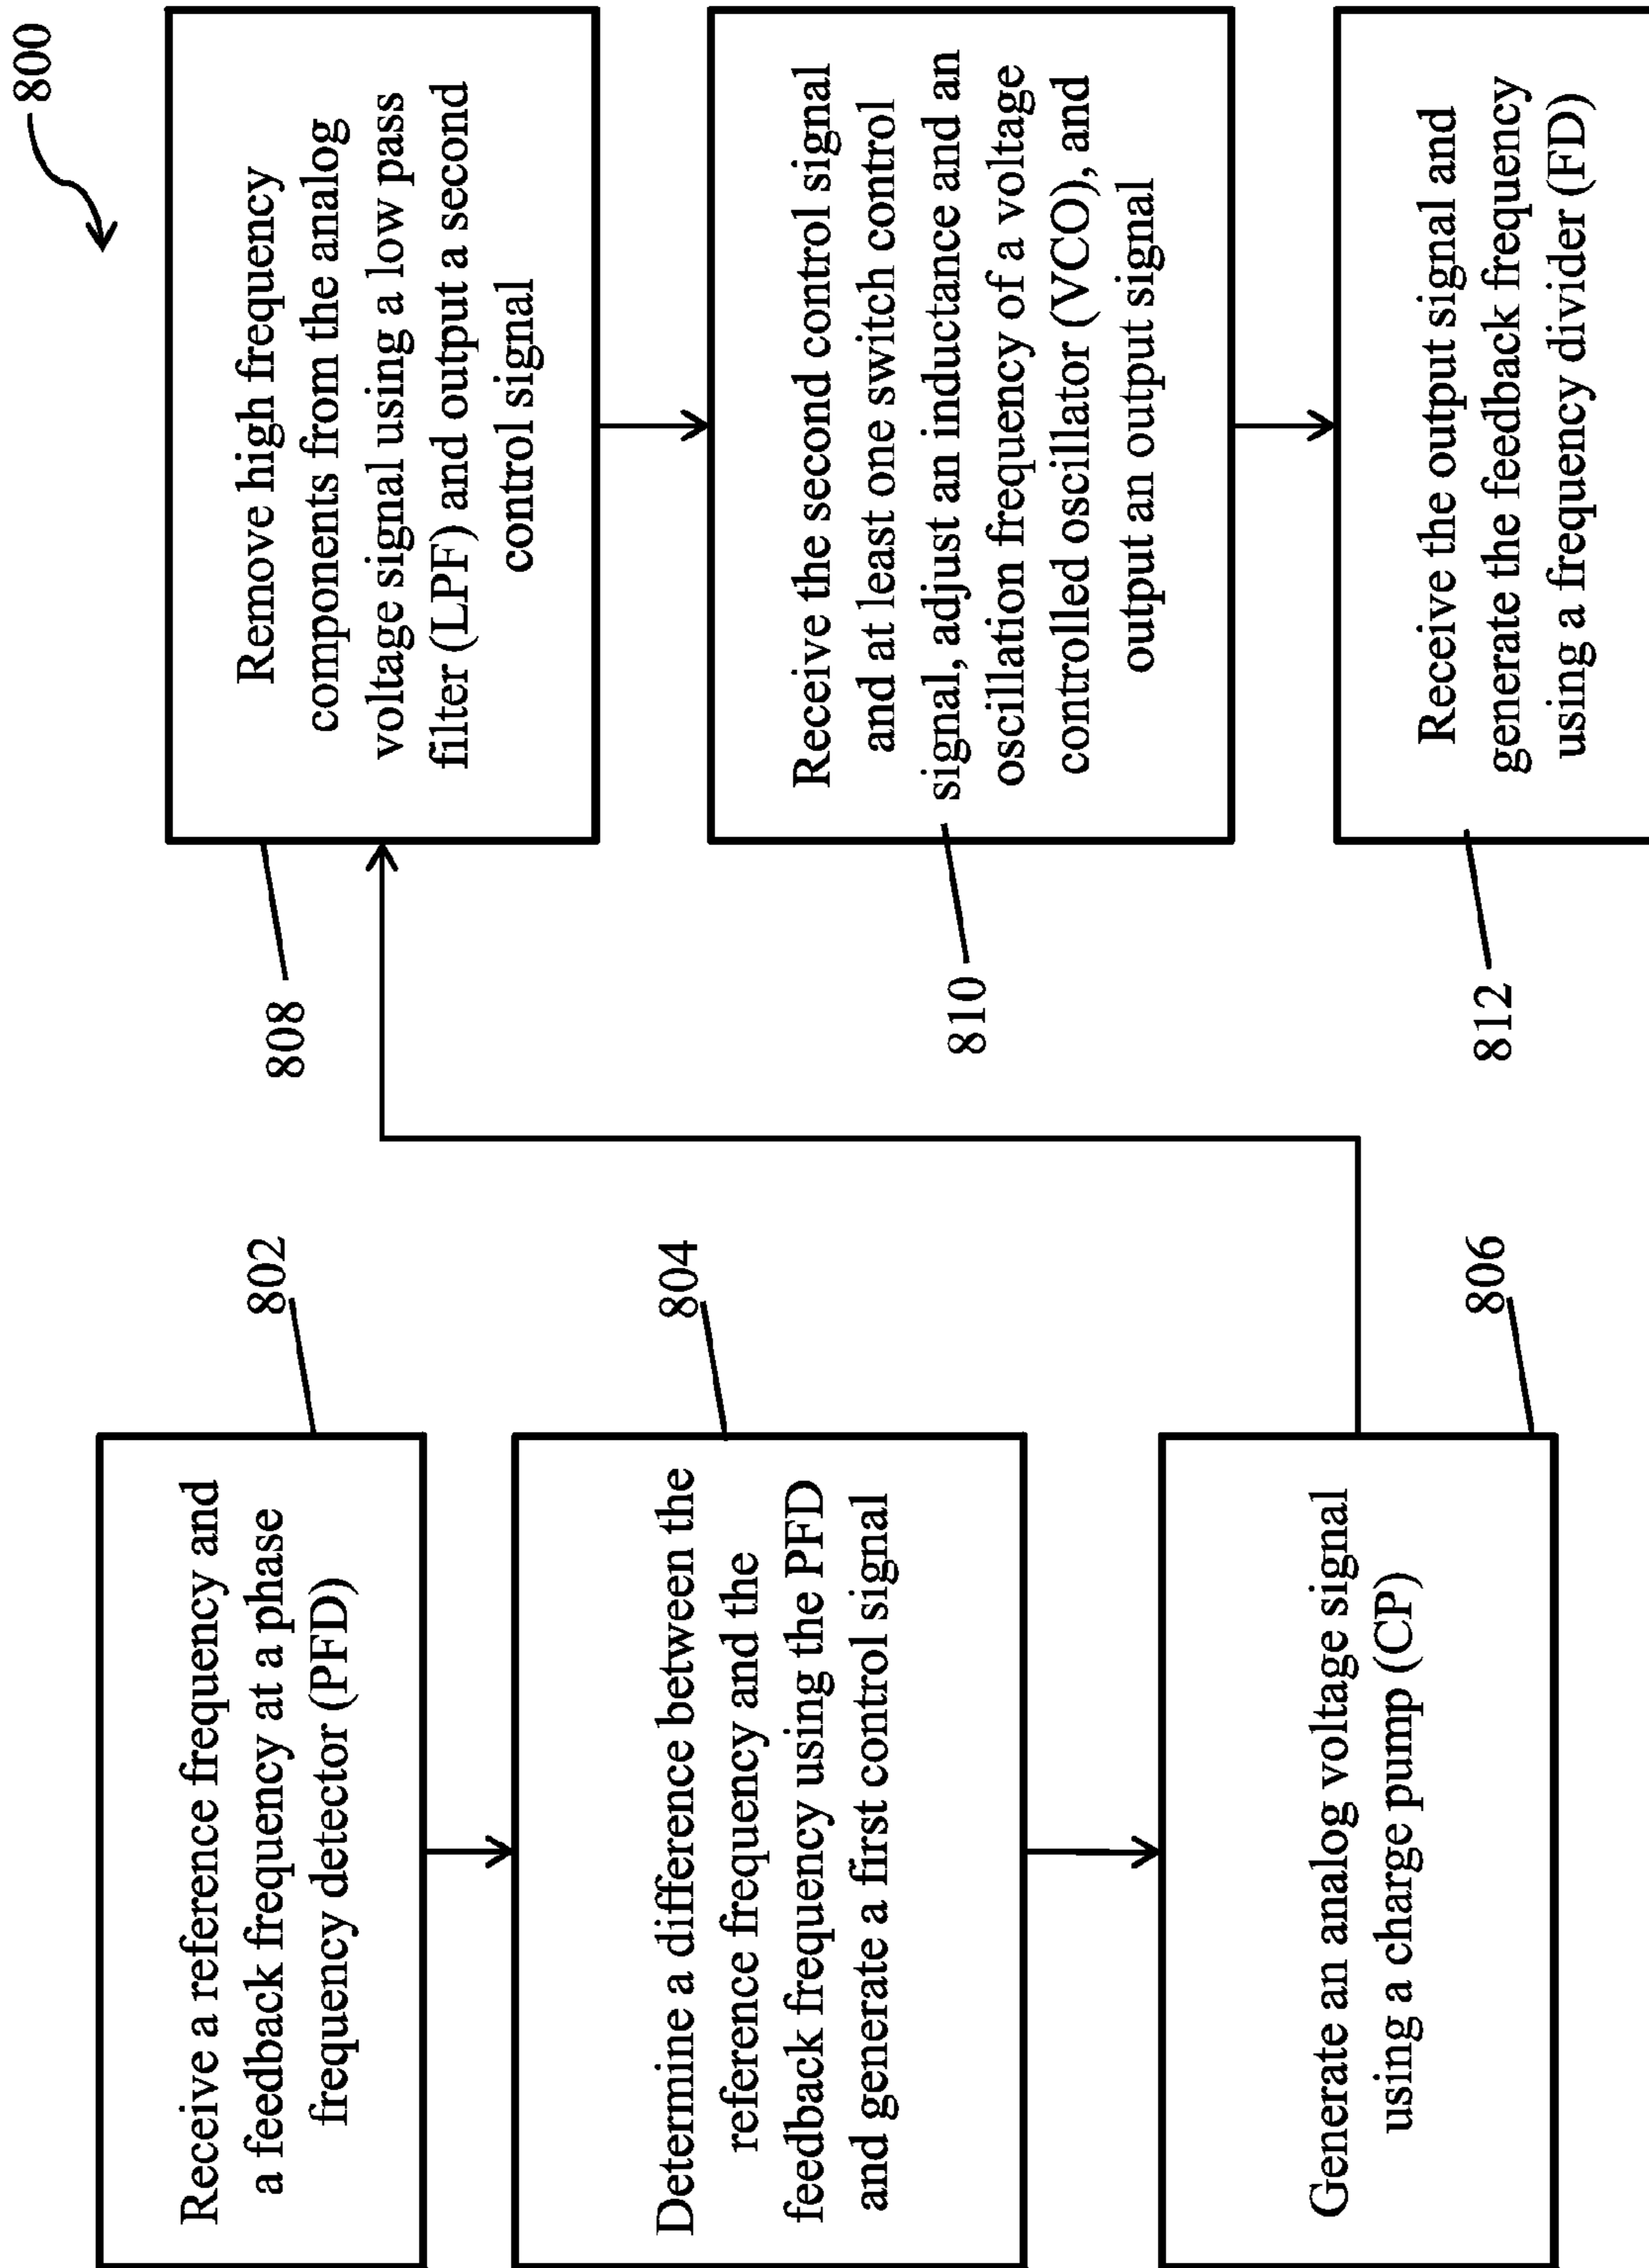 800
802
Receive a reference frequency and
a feedback frequency at a phase
frequency detector (PFD)
804
Determine a difference between the
reference frequency and the
feedback frequency using the PFD
and generate a first control signal
806
Generate an analog voltage signal
using a charge pump (CP)
808
Remove high frequency
components from the analog
voltage signal using a low pass
filter (LPF) and output a second
control signal
810
Receive the second control signal
and at least one switch control
signal, adjust an inductance and an
oscillation frequency of a voltage
controlled oscillator (VCO), and
output an output signal
812
Receive the output signal and
generate the feedback frequency
using a frequency divider (FD)